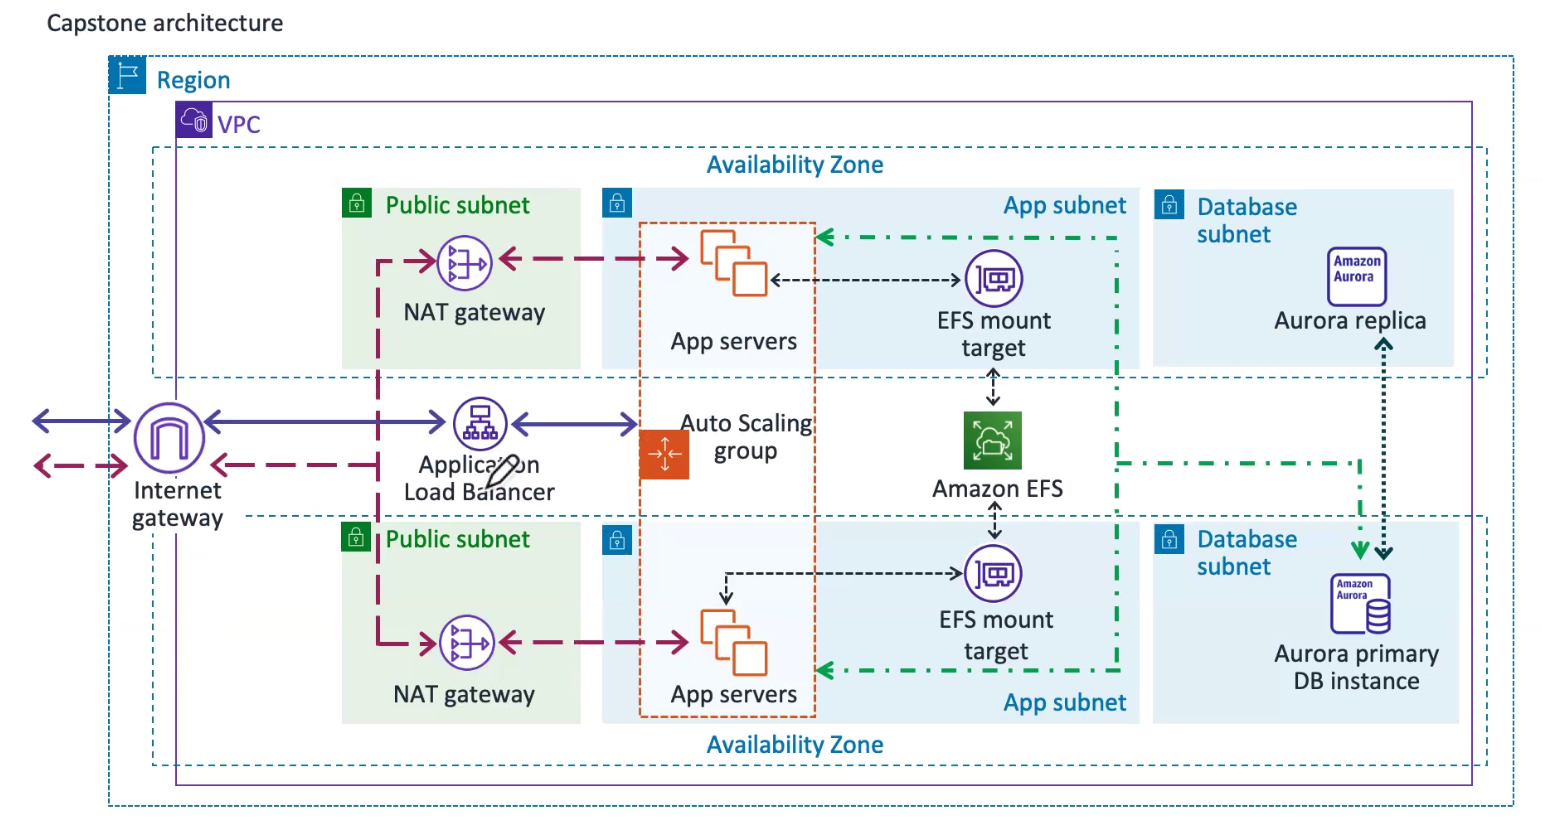 Capstone architecture
Region
VPC
Availability Zone
Public subnet
App subnet
Database
subnet
NAT gateway
App servers
EFS mount
target
Amazon
Aurora
Aurora replica
Internet
gateway
Application
Load Balancer
Auto Scaling
group
Amazon EFS
Public subnet
Database
subnet
NAT gateway
App servers
EFS mount
target
App subnet
Amazon
Aurora
Aurora primary
DB instance
Availability Zone